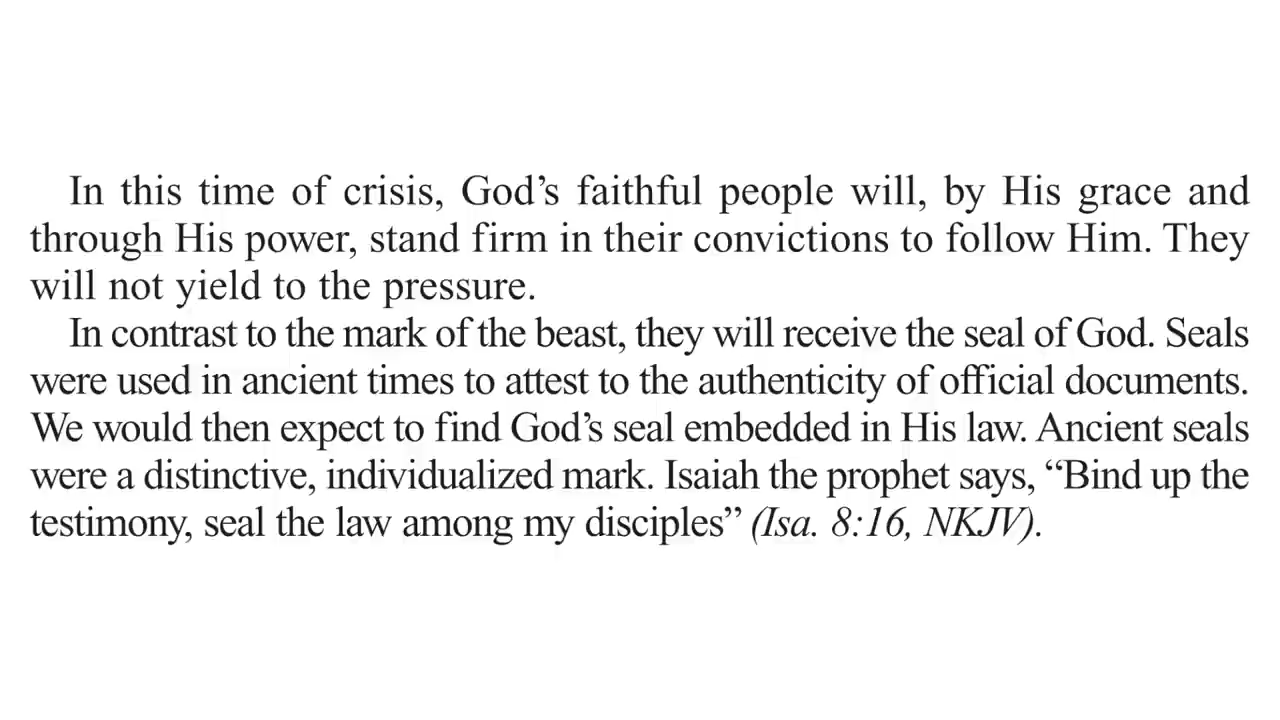 In this time of crisis, God’s faithful people will, by His grace and
through His power, stand firm in their convictions to follow Him. They
will not yield to the pressure.
In contrast to the mark of the beast, they will receive the seal of God. Seals
were used in ancient times to attest to the authenticity of official documents.
We would then expect to find God’s seal embedded in His law. Ancient seals
were a distinctive, individualized mark. Isaiah the prophet says, “Bind up the
testimony, seal the law among my disciples” (Isa. 8:16, NKJV).